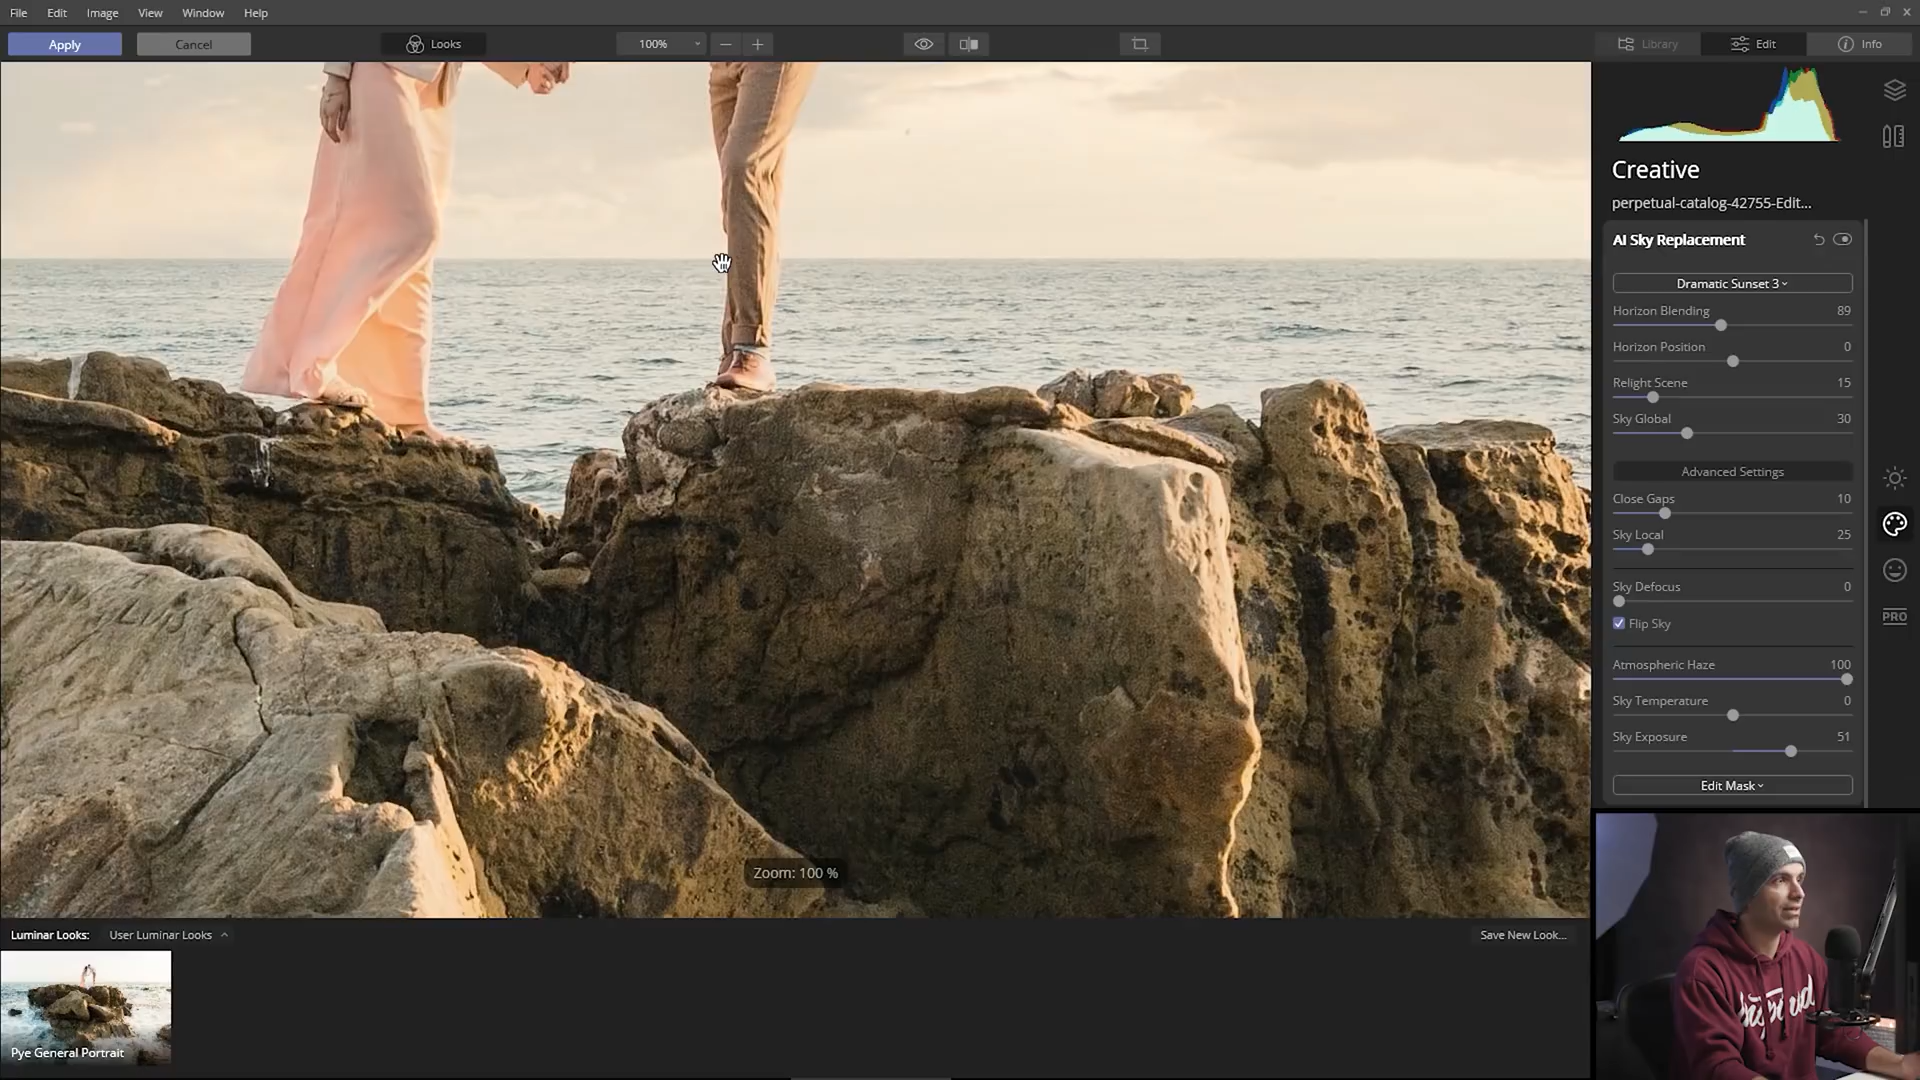 File Edit Image View Window Help
Apply Cancel Looks 100% Library Edit Info
Creative
perpetual-catalog-42755-Edit...
AI Sky Replacement
Dramatic Sunset 3
Horizon Blending 89
Horizon Position 0
Relight Scene 15
Sky Global 30
Advanced Settings
Close Gaps 10
Sky Local 25
Sky Defocus 0
Flip Sky
Atmospheric Haze 100
Sky Temperature 0
Sky Exposure 51
Edit Mask
PRO
Zoom: 100 %
Luminar Looks: User Luminar Looks Save New Look...
Pye General Portrait